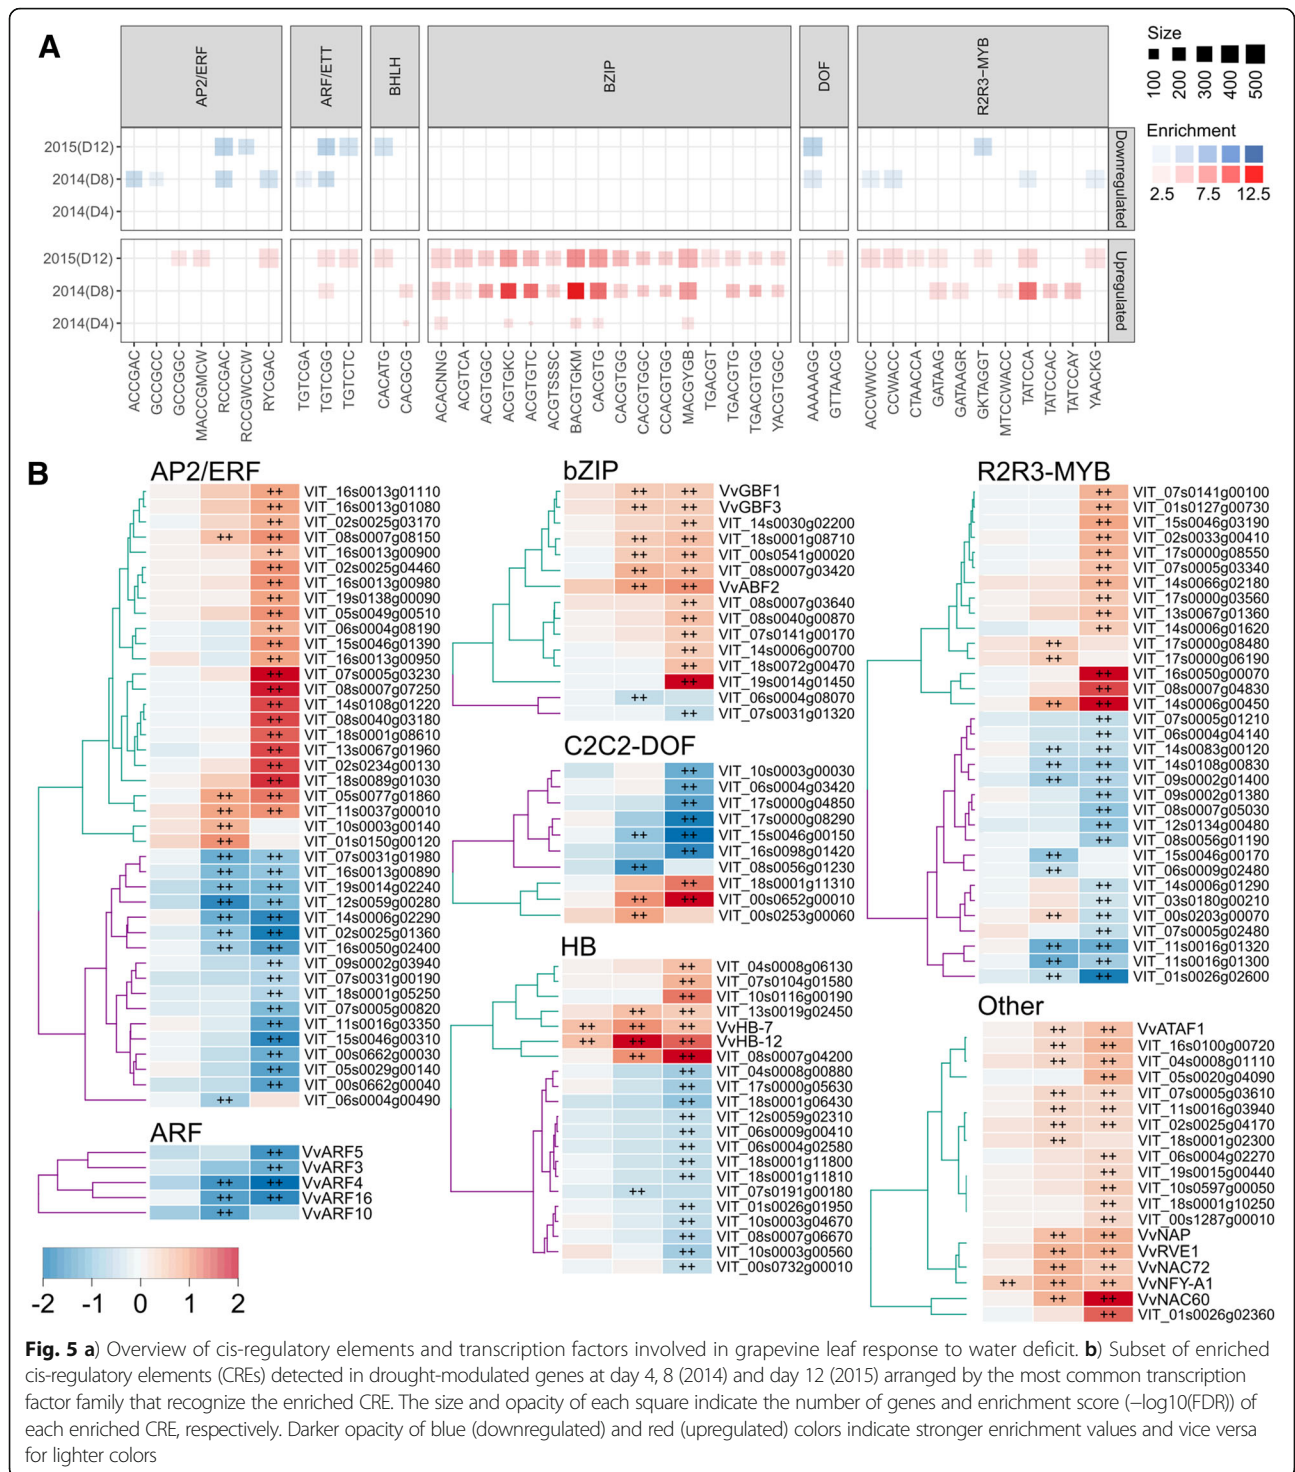 A
AP2/ERF
ARF/ETT
BHLH
BZIP
DOF
R2R3−MYB
Size
100
200
300
400
500
Enrichment
2.5 7.5 12.5
2015(D12)
2014(D8)
2014(D4)
Downregulated
2015(D12)
2014(D8)
2014(D4)
Upregulated
ACCGAC
GCCGCC
GCCGGC
MACCGMCW
RCCGAC
RCCGWCCW
RYCGAC
TGTCGA
TGTCGG
TGTCTC
CACATG
CACGCG
ACACNNG
ACGTCA
ACGTGGC
ACGTGKC
ACGTGTC
ACGTSSSC
BACGTGKM
CACGTG
CACGTGG
CACGTGGC
CCACGTGG
MACGYGB
TGACGT
TGACGTG
TGACGTGG
YACGTGGC
AAAAAGG
GTTAACG
ACCWWCC
CCWACC
CTAACCA
GATAAG
GATAAGR
GKTAGGT
MTCCWACC
TATCCA
TATCCAC
TATCCAY
YAACKG
B
AP2/ERF
++ VIT_16s0013g01110
++ VIT_16s0013g01080
++ VIT_02s0025g03170
++ ++ VIT_08s0007g08150
++ VIT_16s0013g00900
++ VIT_02s0025g04460
++ VIT_16s0013g00980
++ VIT_19s0138g00090
++ VIT_05s0049g00510
++ VIT_06s0004g08190
++ VIT_15s0046g01390
++ VIT_16s0013g00950
++ VIT_07s0005g03230
++ VIT_08s0007g07250
++ VIT_14s0108g01220
++ VIT_08s0040g03180
++ VIT_18s0001g08610
++ VIT_13s0067g01960
++ VIT_02s0234g00130
++ VIT_18s0089g01030
++ ++ VIT_05s0077g01860
++ ++ VIT_11s0037g00010
++ VIT_10s0003g00140
++ VIT_01s0150g00120
++ ++ VIT_07s0031g01980
++ ++ VIT_16s0013g00890
++ ++ VIT_19s0014g02240
++ ++ VIT_12s0059g00280
++ ++ VIT_14s0006g02290
++ ++ VIT_02s0025g01360
++ ++ VIT_16s0050g02400
++ VIT_09s0002g03940
++ VIT_07s0031g00190
++ VIT_18s0001g05250
++ VIT_07s0005g00820
++ VIT_11s0016g03350
++ VIT_15s0046g00310
++ VIT_00s0662g00030
++ VIT_05s0029g00140
++ VIT_00s0662g00040
++ VIT_06s0004g00490
ARF
++ VvARF5
++ VvARF3
++ ++ VvARF4
++ ++ VvARF16
++ VvARF10
-2 -1 0 1 2
bZIP
++ ++ VvGBF1
++ ++ VvGBF3
++ VIT_14s0030g02200
++ ++ VIT_18s0001g08710
++ ++ VIT_00s0541g00020
++ ++ VIT_08s0007g03420
++ ++ VvABF2
++ VIT_08s0007g03640
++ VIT_08s0040g00870
++ VIT_07s0141g00170
++ VIT_14s0006g00700
++ VIT_18s0072g00470
++ VIT_19s0014g01450
++ VIT_06s0004g08070
++ VIT_07s0031g01320
C2C2-DOF
++ VIT_10s0003g00030
++ VIT_06s0004g03420
++ VIT_17s0000g04850
++ VIT_17s0000g08290
++ ++ VIT_15s0046g00150
++ VIT_16s0098g01420
++ VIT_08s0056g01230
++ VIT_18s0001g11310
++ ++ VIT_00s0652g00010
++ VIT_00s0253g00060
HB
++ VIT_04s0008g06130
++ VIT_07s0104g01580
++ VIT_10s0116g00190
++ ++ VIT_13s0019g02450
++ ++ ++ VvHB-7
++ ++ ++ VvHB-12
++ ++ VIT_08s0007g04200
++ VIT_04s0008g00880
++ VIT_17s0000g05630
++ VIT_18s0001g06430
++ VIT_12s0059g02310
++ VIT_06s0009g00410
++ VIT_06s0004g02580
++ VIT_18s0001g11800
++ VIT_18s0001g11810
++ VIT_07s0191g00180
++ VIT_01s0026g01950
++ VIT_10s0003g04670
++ VIT_08s0007g06670
++ VIT_10s0003g00560
++ VIT_00s0732g00010
R2R3-MYB
++ VIT_07s0141g00100
++ VIT_01s0127g00730
++ VIT_15s0046g03190
++ VIT_02s0033g00410
++ VIT_17s0000g08550
++ VIT_07s0005g03340
++ VIT_14s0066g02180
++ VIT_17s0000g03560
++ VIT_13s0067g01360
++ VIT_14s0006g01620
++ VIT_17s0000g08480
++ VIT_17s0000g06190
++ VIT_16s0050g00070
++ VIT_08s0007g04830
++ ++ VIT_14s0006g00450
++ VIT_07s0005g01210
++ VIT_06s0004g04140
++ ++ VIT_14s0083g00120
++ ++ VIT_14s0108g00830
++ ++ VIT_09s0002g01400
++ VIT_09s0002g01380
++ VIT_08s0007g05030
++ VIT_12s0134g00480
++ VIT_08s0056g01190
++ VIT_15s0046g00170
++ VIT_06s0009g02480
++ VIT_14s0006g01290
++ VIT_03s0180g00210
++ ++ VIT_00s0203g00070
++ VIT_07s0005g02480
++ ++ VIT_11s0016g01320
++ ++ VIT_11s0016g01300
++ ++ VIT_01s0026g02600
Other
++ ++ VvATAF1
++ ++ VIT_16s0100g00720
++ ++ VIT_04s0008g01110
++ VIT_05s0020g04090
++ ++ VIT_07s0005g03610
++ ++ VIT_11s0016g03940
++ ++ VIT_02s0025g04170
++ VIT_18s0001g02300
++ VIT_06s0004g02270
++ VIT_19s0015g00440
++ VIT_10s0597g00050
++ VIT_18s0001g10250
++ VIT_00s1287g00010
++ ++ VvNAP
++ ++ VvRVE1
++ ++ VvNAC72
++ ++ ++ VvNFY-A1
++ ++ VvNAC60
++ VIT_01s0026g02360
Fig. 5 a) Overview of cis-regulatory elements and transcription factors involved in grapevine leaf response to water deficit. b) Subset of enriched
cis-regulatory elements (CREs) detected in drought-modulated genes at day 4, 8 (2014) and day 12 (2015) arranged by the most common transcription
factor family that recognize the enriched CRE. The size and opacity of each square indicate the number of genes and enrichment score (−log10(FDR)) of
each enriched CRE, respectively. Darker opacity of blue (downregulated) and red (upregulated) colors indicate stronger enrichment values and vice versa
for lighter colors